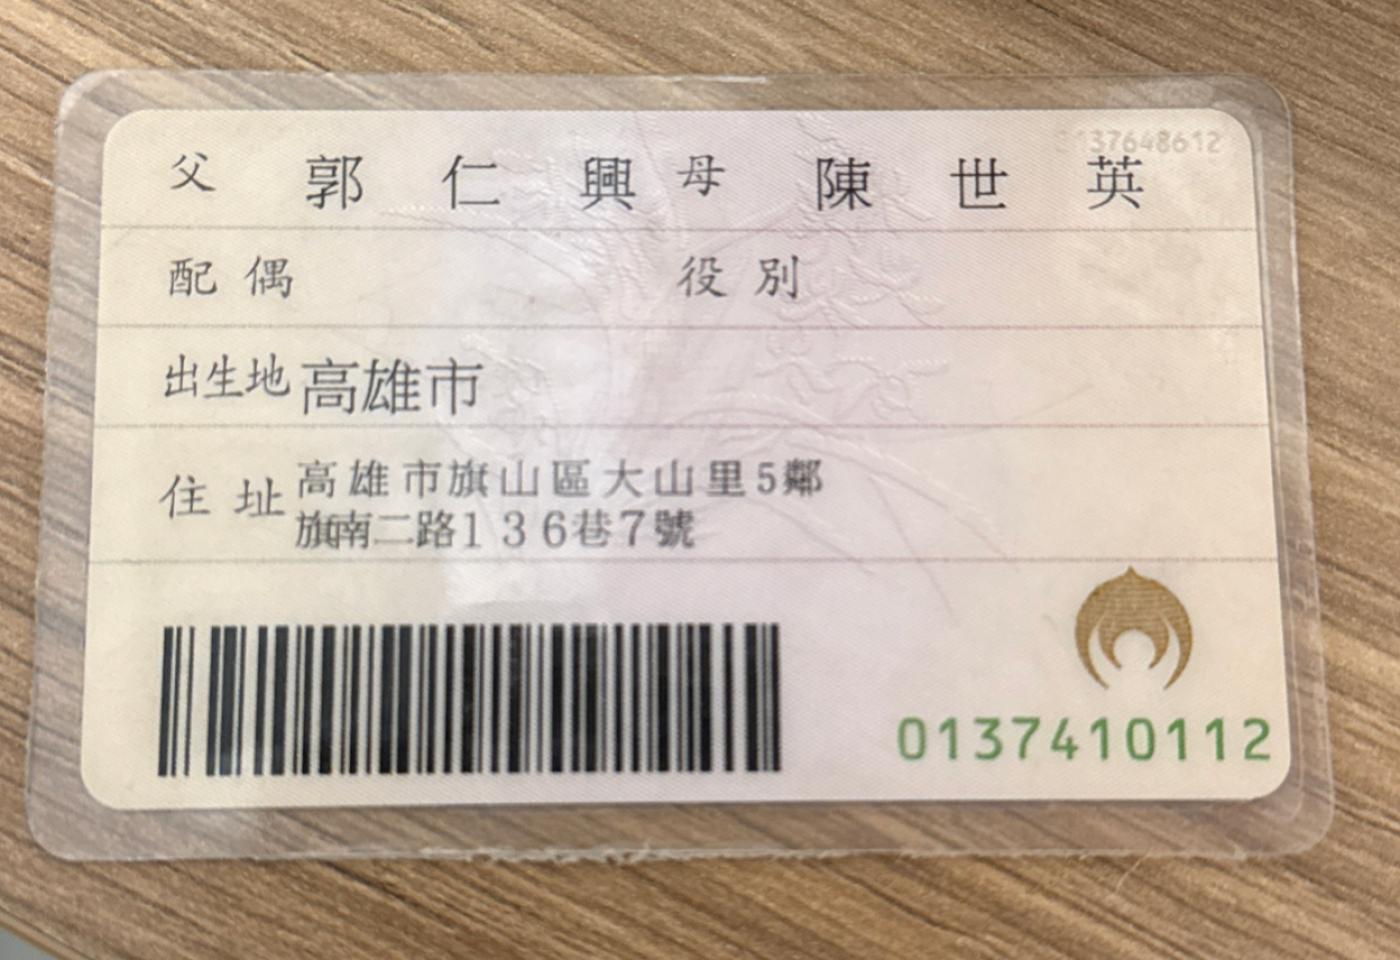 父 郭仁興 母 陳世英
配偶 役別
出生地 高雄市
住址 高雄市旗山區大山里5鄰
旗南二路136巷7號
0137410112